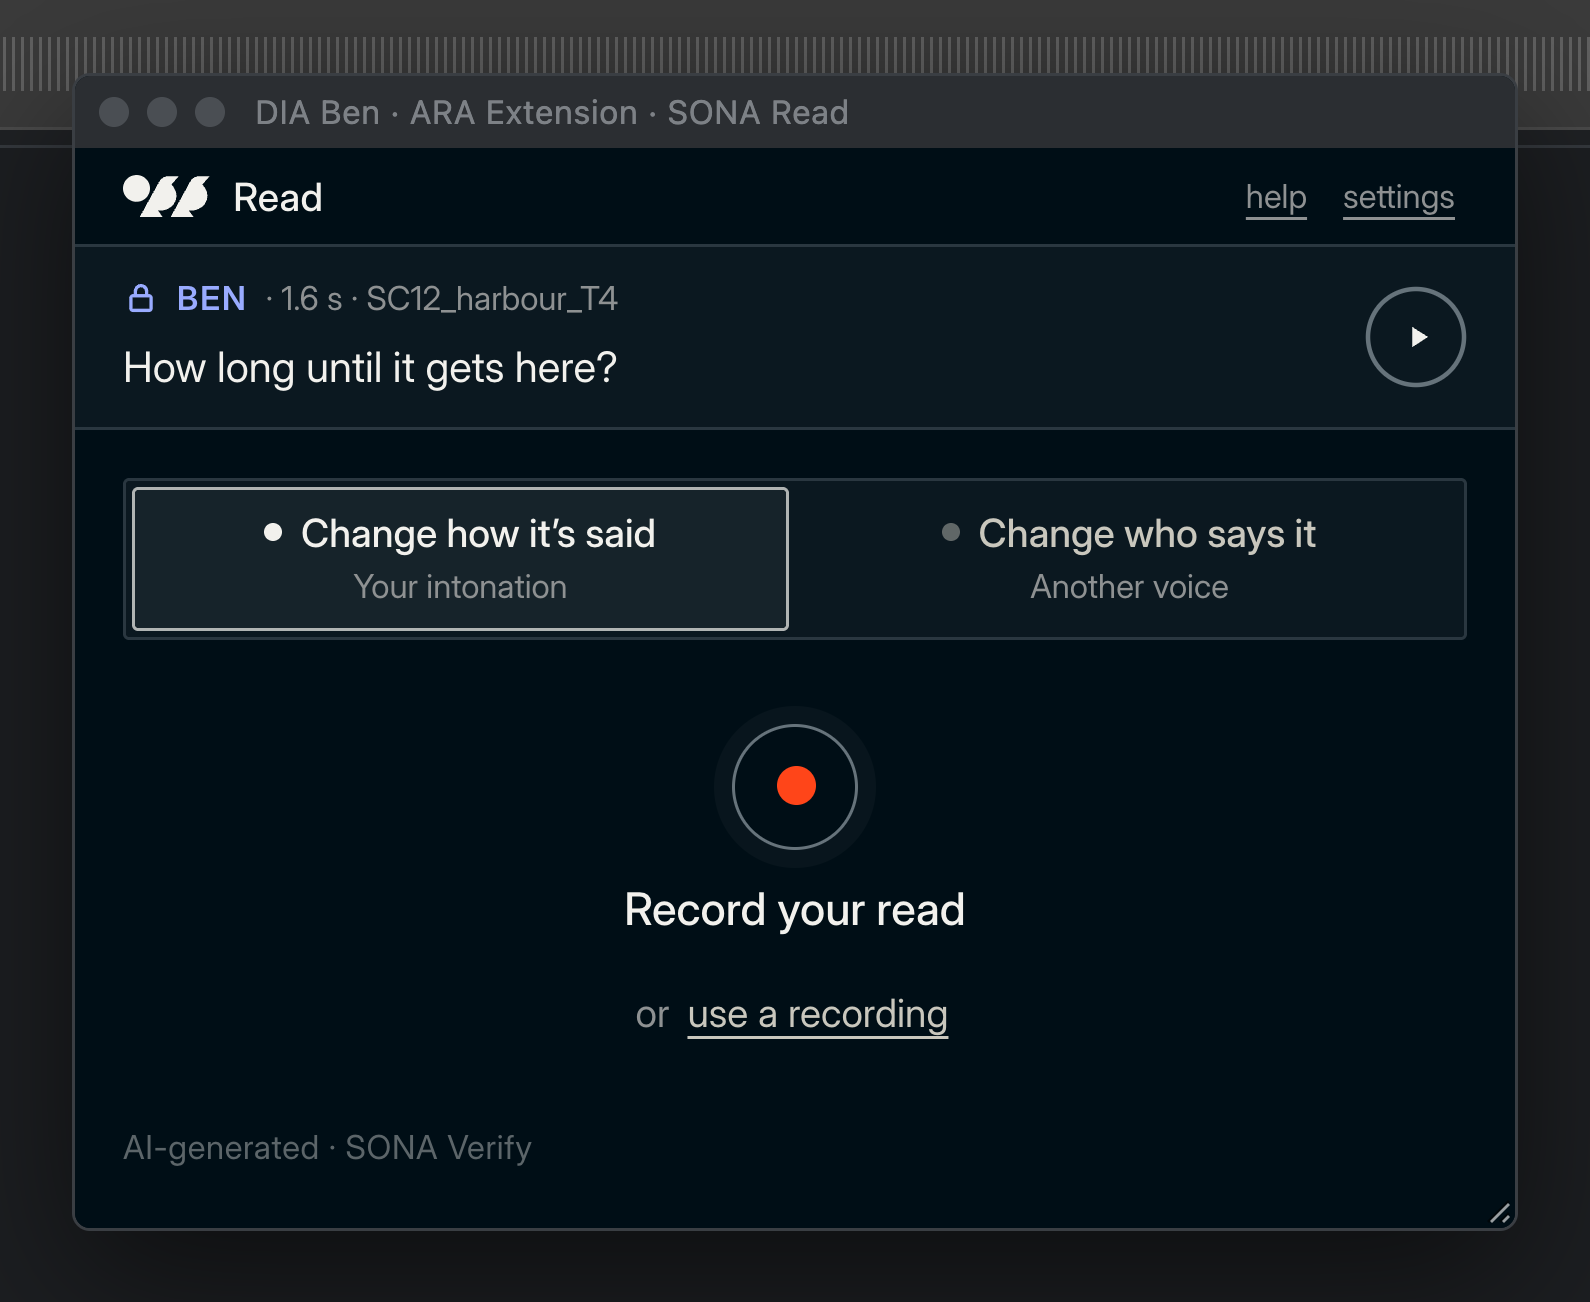 DIA Ben · ARA Extension · SONA Read
Read
help settings
BEN · 1.6 s · SC12_harbour_T4
How long until it gets here?
Change how it’s said
Your intonation
Change who says it
Another voice
Record your read
or use a recording
AI-generated · SONA Verify